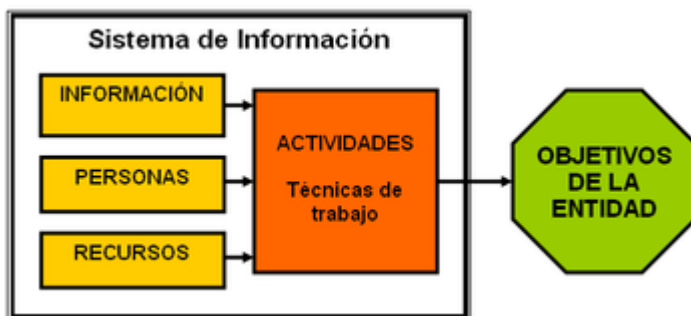 Sistema de Información
INFORMACIÓN
PERSONAS
RECURSOS
ACTIVIDADES
Técnicas de
trabajo
OBJETIVOS
DE LA
ENTIDAD